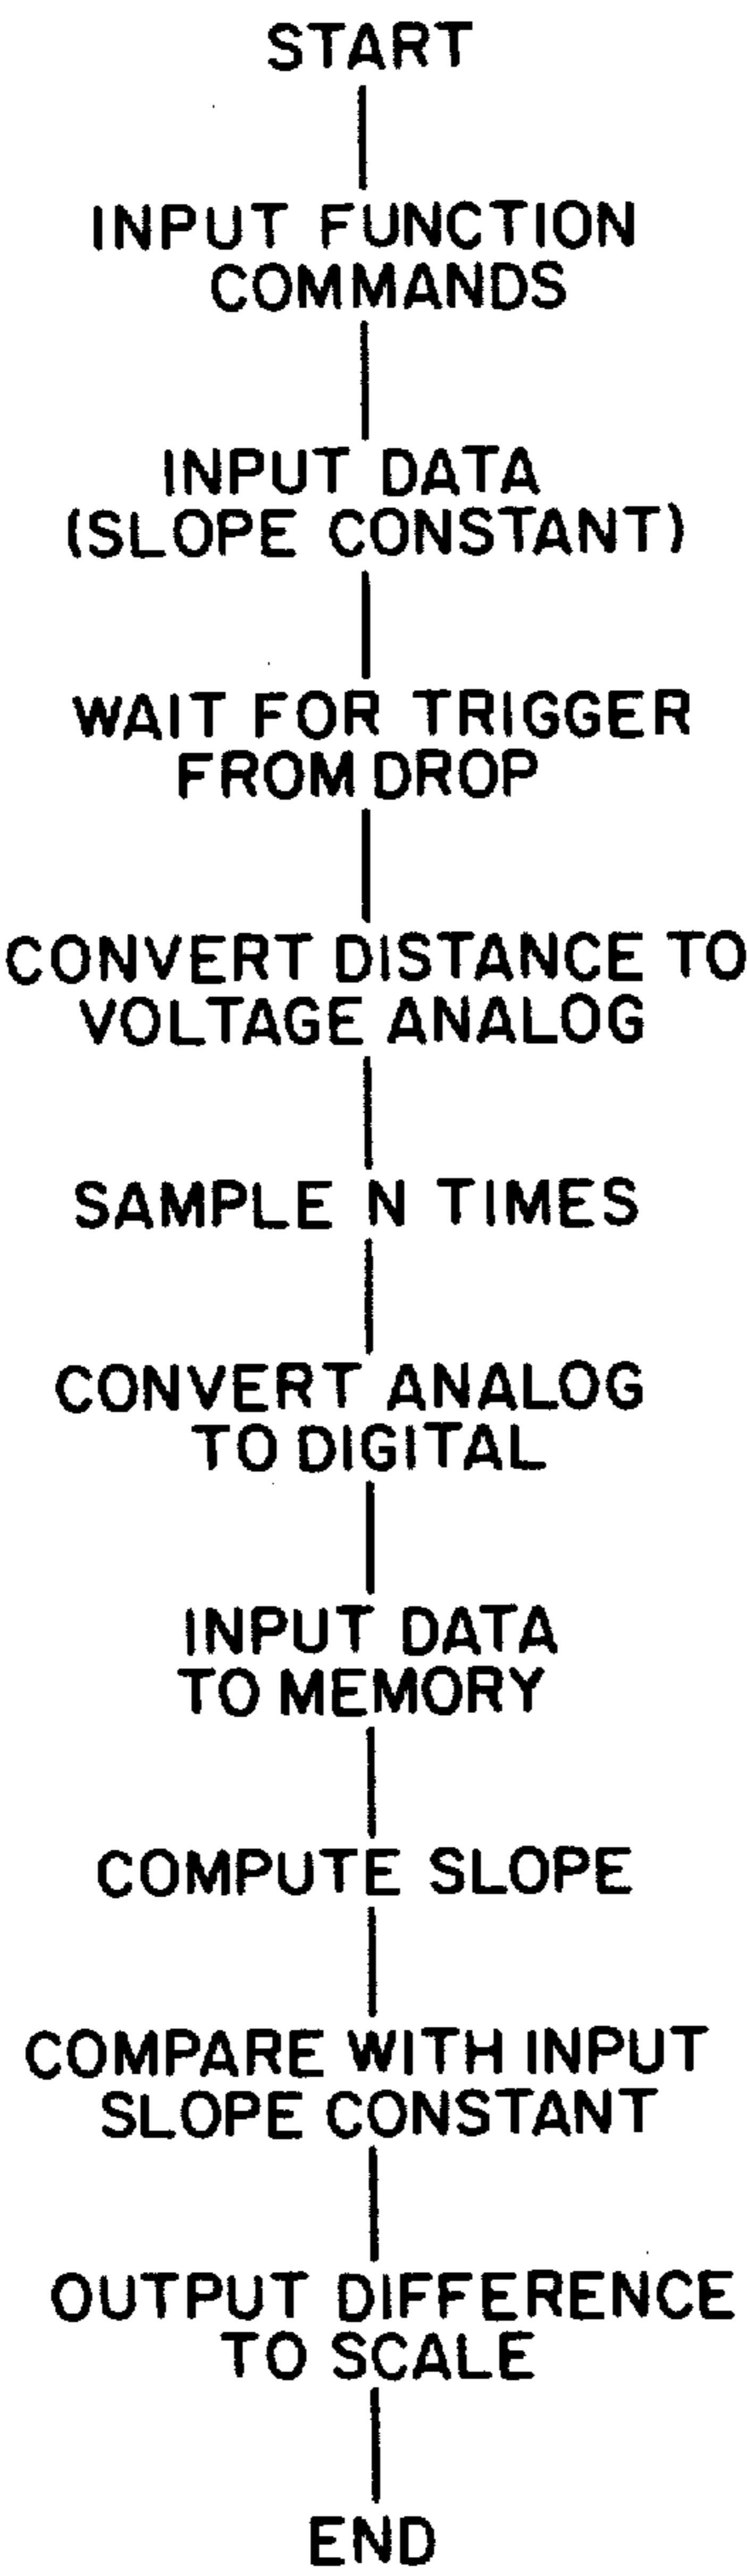 START
INPUT FUNCTION
COMMANDS
INPUT DATA
(SLOPE CONSTANT)
WAIT FOR TRIGGER
FROM DROP
CONVERT DISTANCE TO
VOLTAGE ANALOG
SAMPLE N TIMES
CONVERT ANALOG
TO DIGITAL
INPUT DATA
TO MEMORY
COMPUTE SLOPE
COMPARE WITH INPUT
SLOPE CONSTANT
OUTPUT DIFFERENCE
TO SCALE
END